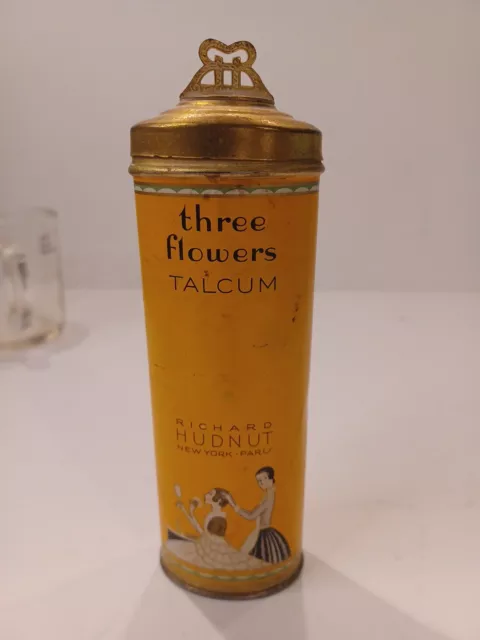 three
flowers
TALCUM
RICHARD
HUDNUT
NEW YORK - PARIS